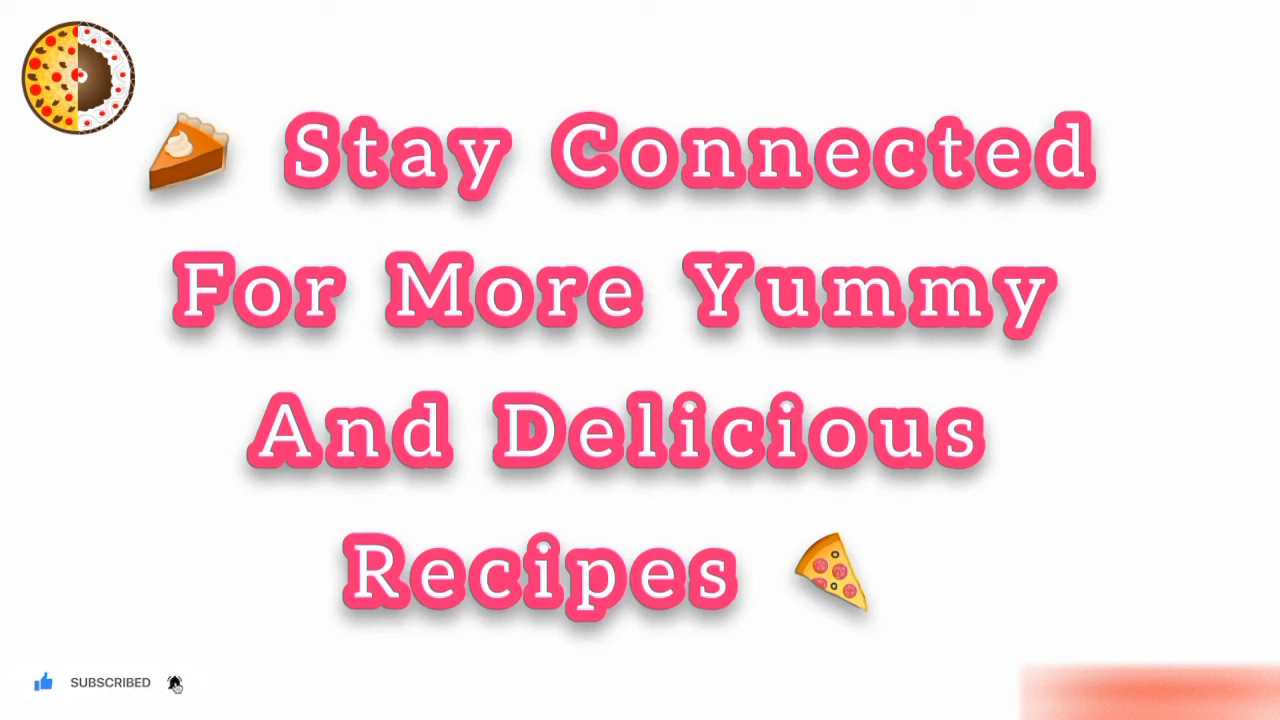 Stay Connected
For More Yummy
And Delicious
Recipes
SUBSCRIBED